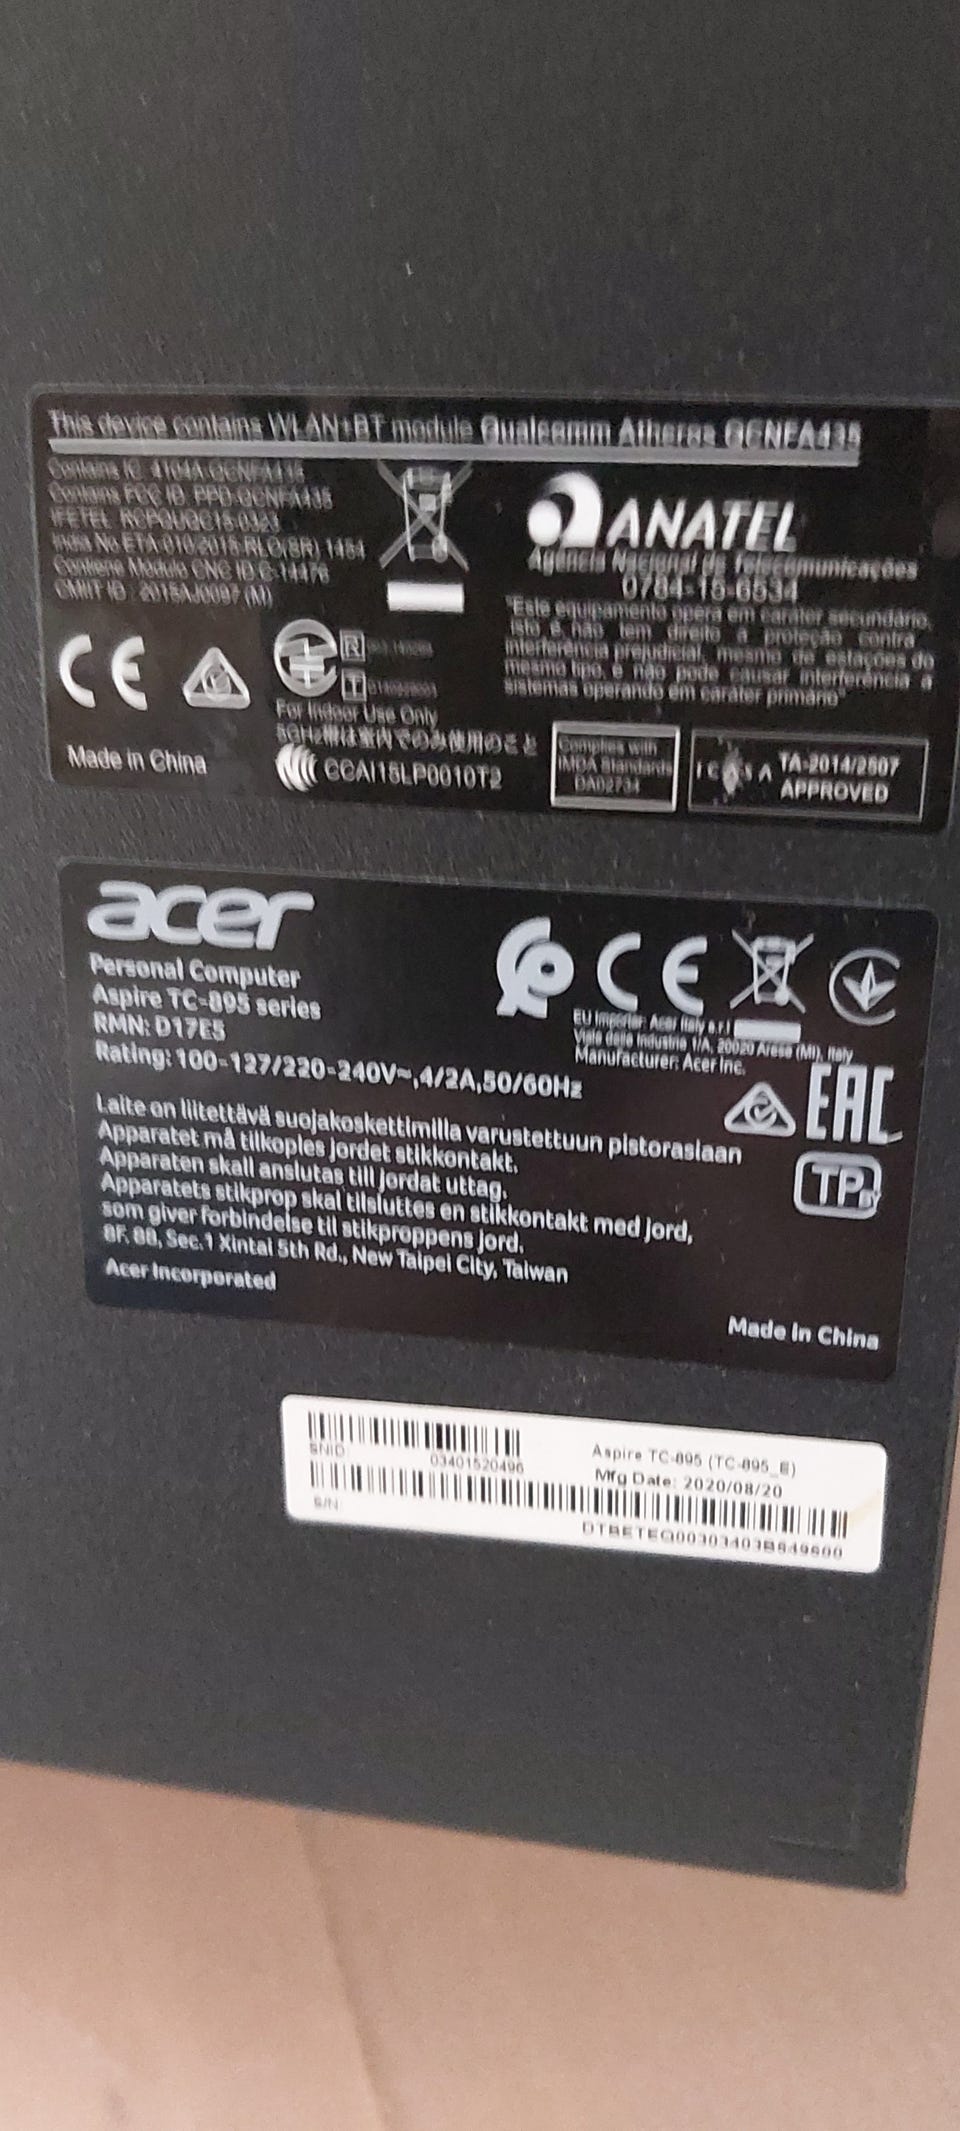 This device contains WLAN+BT module Qualcomm Atheros QCNFA435
Contains IC: 4104A-QCNFA435
Contains FCC ID: PPD-QCNFA435
IFETEL: RCPQUQC15-0323
India No ETA-010/2015-RLO(SR) 1454
Contiene Módulo CNC ID:C-14476
CMIIT ID : 2015AJ0097 (M)
ANATEL
Agência Nacional de Telecomunicações
0784-15-6534
"Este equipamento opera em caráter secundário,
isto é, não tem direito a proteção contra
interferência prejudicial, mesmo de estações do
mesmo tipo, e não pode causar interferência a
sistemas operando em caráter primário"
CE
R
T
For Indoor Use Only
5GHz帯は室内でのみ使用のこと
Made in China
CCAI15LP0010T2
Complies with
IMDA Standards
DA02734
ICASA
TA-2014/2507
APPROVED
acer
Personal Computer
Aspire TC-895 series
RMN: D17E5
Rating: 100-127/220-240V~,4/2A,50/60Hz
CE
EU Importer: Acer Italy s.r.l
Viale delle Industrie 1/A, 20020 Arese (MI), Italy
Manufacturer: Acer Inc.
EAC
TP
BY
Laite on liitettävä suojakoskettimilla varustettuun pistorasiaan
Apparatet må tilkoples jordet stikkontakt.
Apparaten skall anslutas till jordat uttag.
Apparatets stikprop skal tilsluttes en stikkontakt med jord,
som giver forbindelse til stikproppens jord.
8F, 88, Sec.1 Xintai 5th Rd., New Taipei City, Taiwan
Acer Incorporated
Made in China
SNID:
03401520496
Aspire TC-895 (TC-895_E)
Mfg Date: 2020/08/20
S/N: